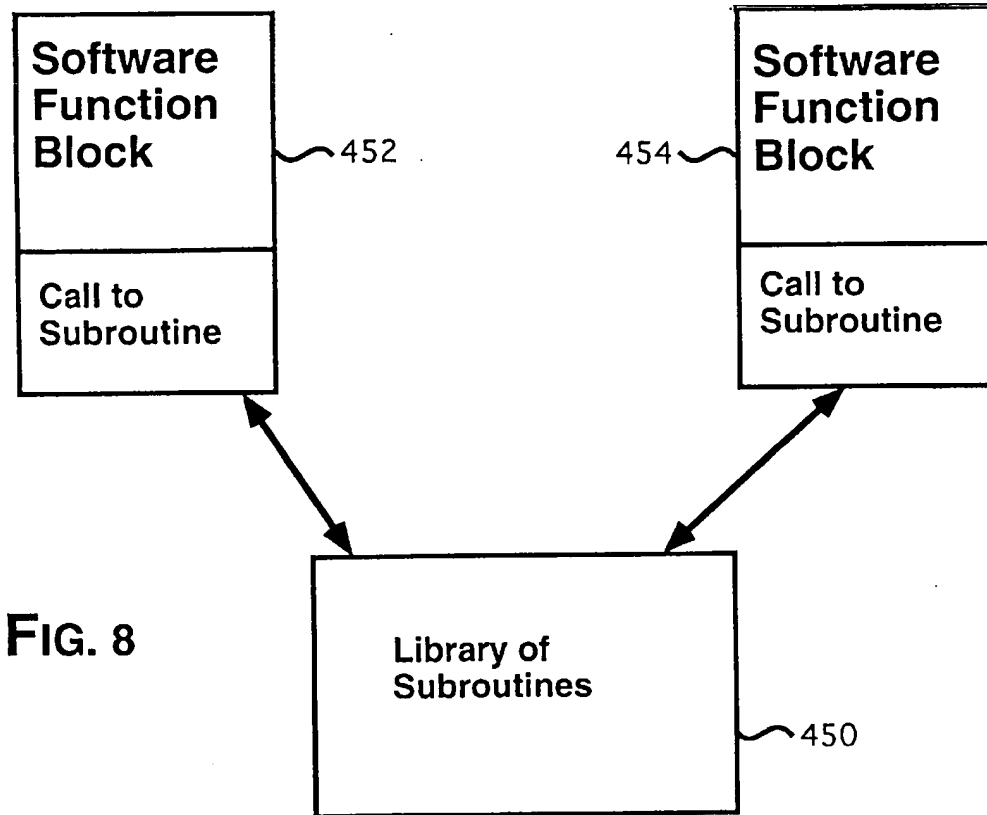 Software
Function
Block
452
Call to
Subroutine
Software
Function
Block
454
Call to
Subroutine
FIG. 8
Library of
Subroutines
450